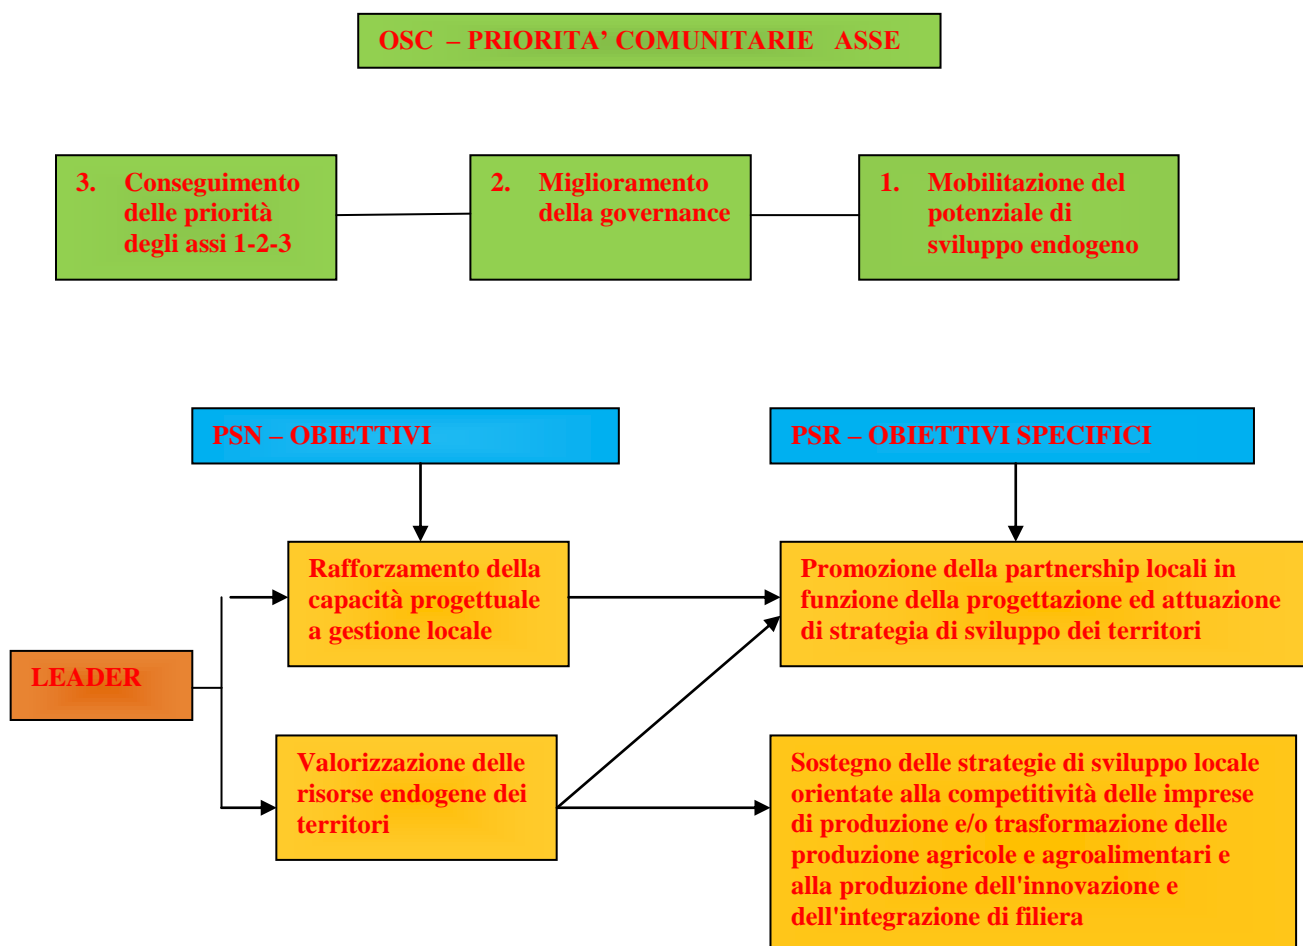 OSC – PRIORITA’ COMUNITARIE ASSE
3. Conseguimento
delle priorità
degli assi 1-2-3
2. Miglioramento
della governance
1. Mobilitazione del
potenziale di
sviluppo endogeno
PSN – OBIETTIVI
PSR – OBIETTIVI SPECIFICI
Rafforzamento della
capacità progettuale
a gestione locale
Promozione della partnership locali in
funzione della progettazione ed attuazione
di strategia di sviluppo dei territori
LEADER
Valorizzazione delle
risorse endogene dei
territori
Sostegno delle strategie di sviluppo locale
orientate alla competitività delle imprese
di produzione e/o trasformazione delle
produzione agricole e agroalimentari e
alla produzione dell'innovazione e
dell'integrazione di filiera